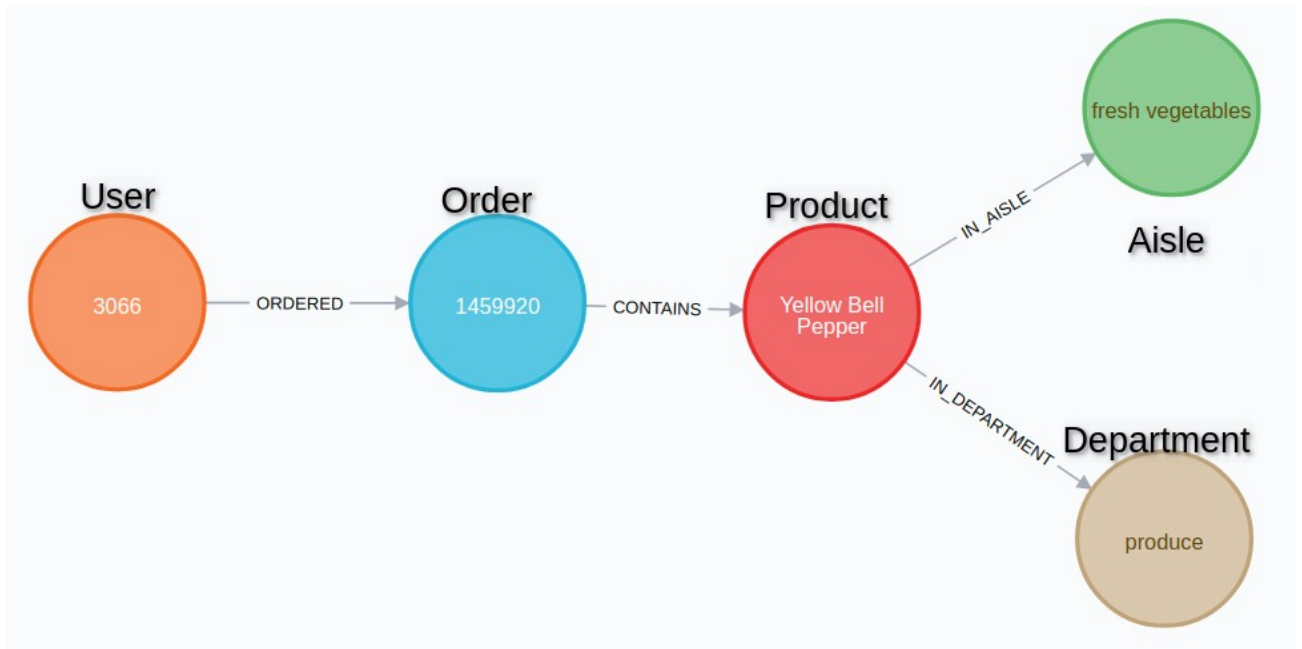 User
3066
ORDERED
Order
1459920
CONTAINS
Product
Yellow Bell
Pepper
IN_AISLE
fresh vegetables
Aisle
IN_DEPARTMENT
Department
produce